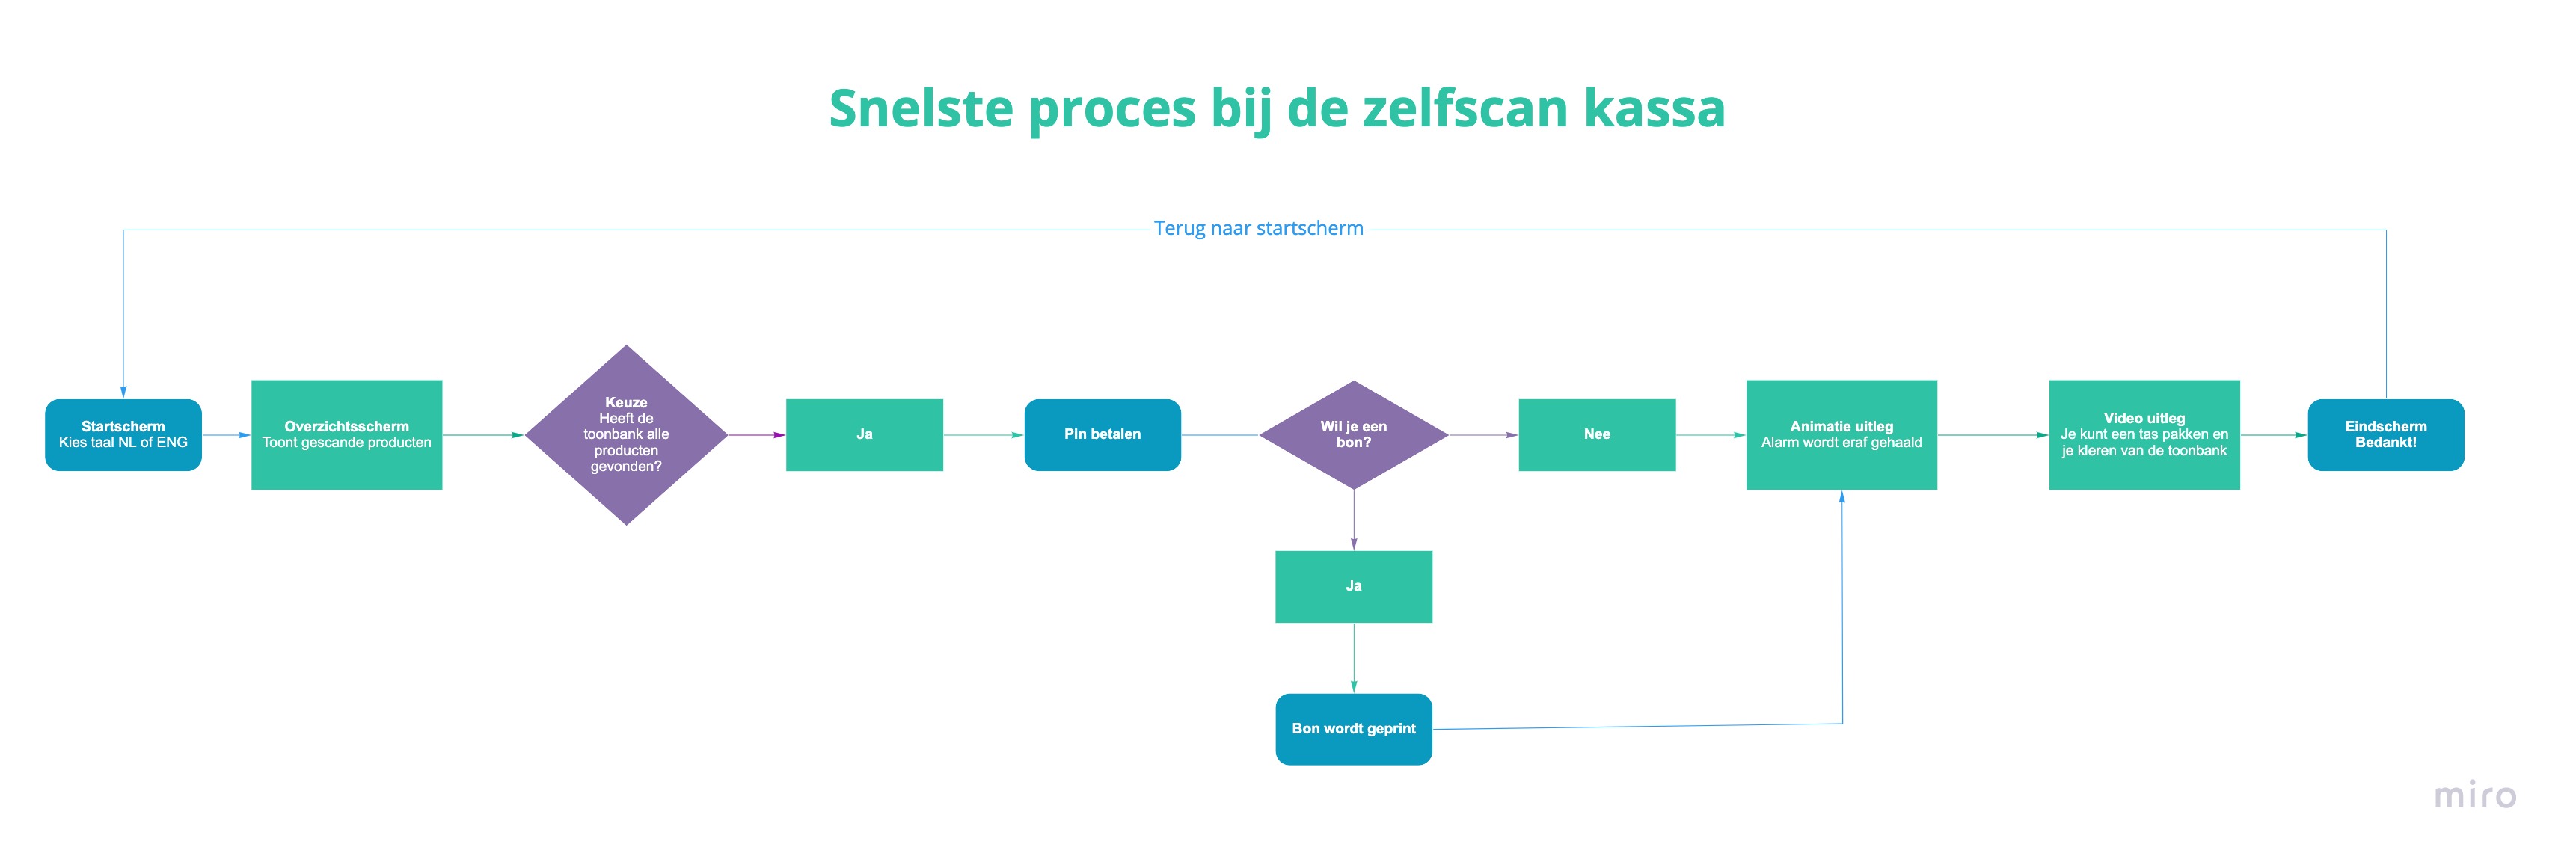 Snelste proces bij de zelfscan kassa
Terug naar startscherm
Startscherm
Kies taal NL of ENG
Overzichtsscherm
Toont gescande producten
Keuze
Heeft de
toonbank alle
producten
gevonden?
Ja
Pin betalen
Wil je een
bon?
Nee
Animatie uitleg
Alarm wordt eraf gehaald
Video uitleg
Je kunt een tas pakken en
je kleren van de toonbank
Eindscherm
Bedankt!
Ja
Bon wordt geprint
miro